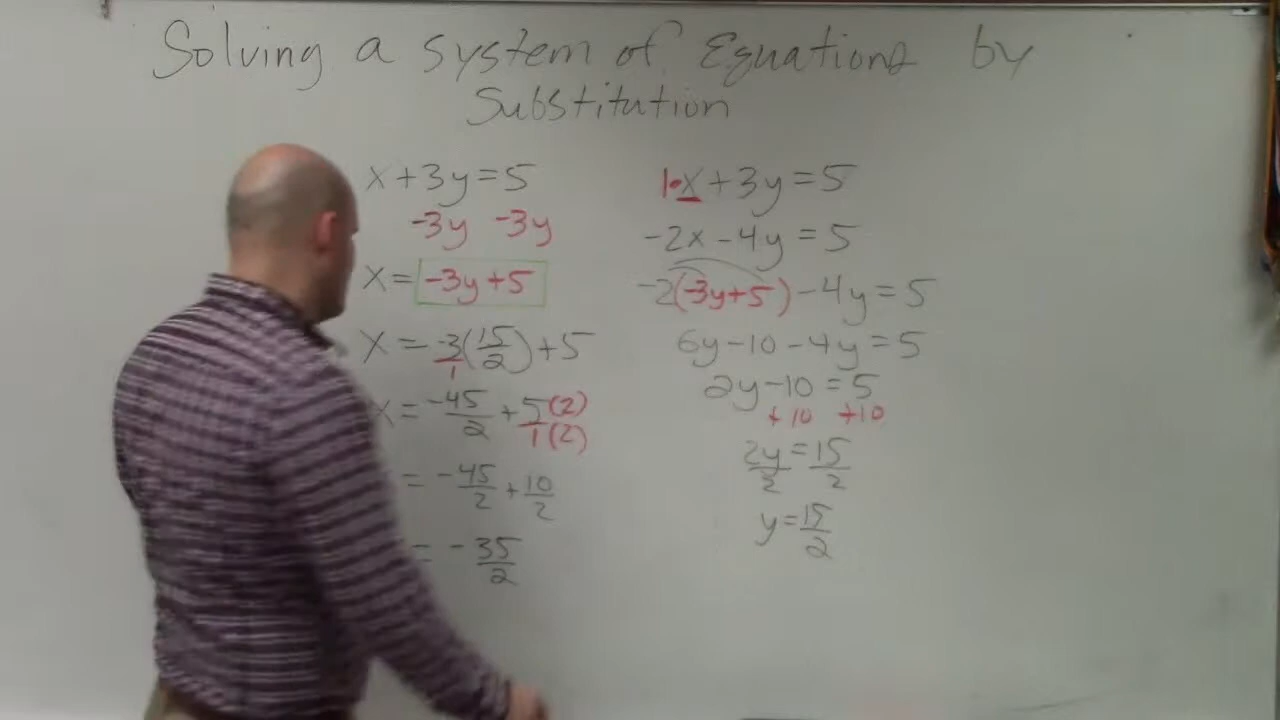 Solving a system of Equations by
Substitution
x + 3y = 5
-3y -3y
x = -3y + 5
x = -3/1 (15/2) + 5
x = -45/2 + 5(2)/1(2)
= -45/2 + 10/2
= -35/2
1·x + 3y = 5
-2x - 4y = 5
-2(-3y+5) - 4y = 5
6y - 10 - 4y = 5
2y - 10 = 5
+10 +10
2y/2 = 15/2
y = 15/2